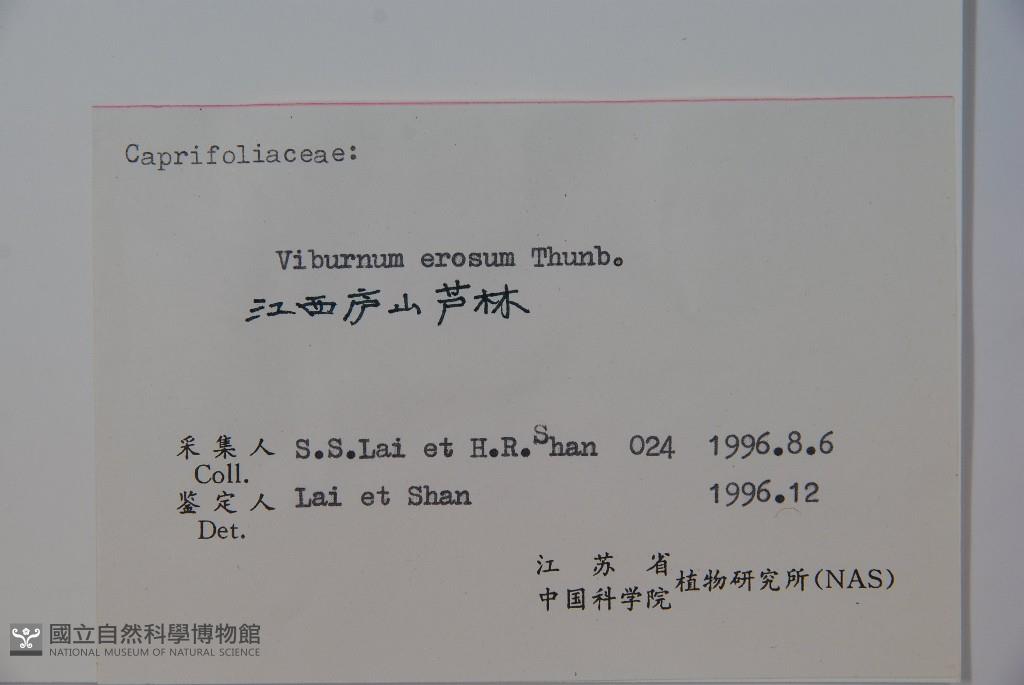 Caprifoliaceae:
Viburnum erosum Thunb.
江西庐山芦林
采集人 S.S.Lai et H.R.Shan 024 1996.8.6
Coll.
鉴定人 Lai et Shan 1996.12
Det.
江苏省
中国科学院 植物研究所(NAS)
國立自然科學博物館
NATIONAL MUSEUM OF NATURAL SCIENCE